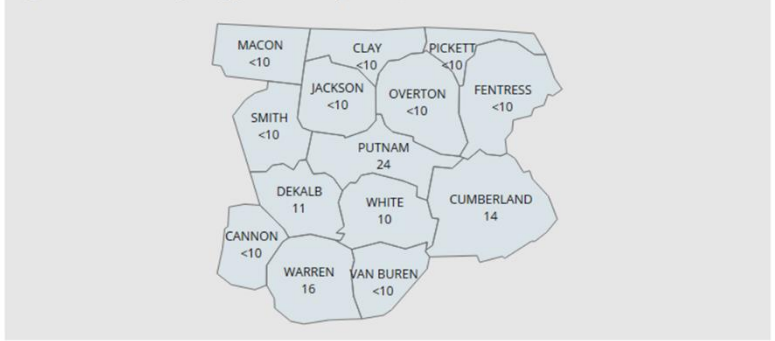 MACON
<10
CLAY
<10
PICKETT
<10
JACKSON
<10
OVERTON
<10
FENTRESS
<10
SMITH
<10
PUTNAM
24
DEKALB
11
WHITE
10
CUMBERLAND
14
CANNON
<10
WARREN
16
VAN BUREN
<10